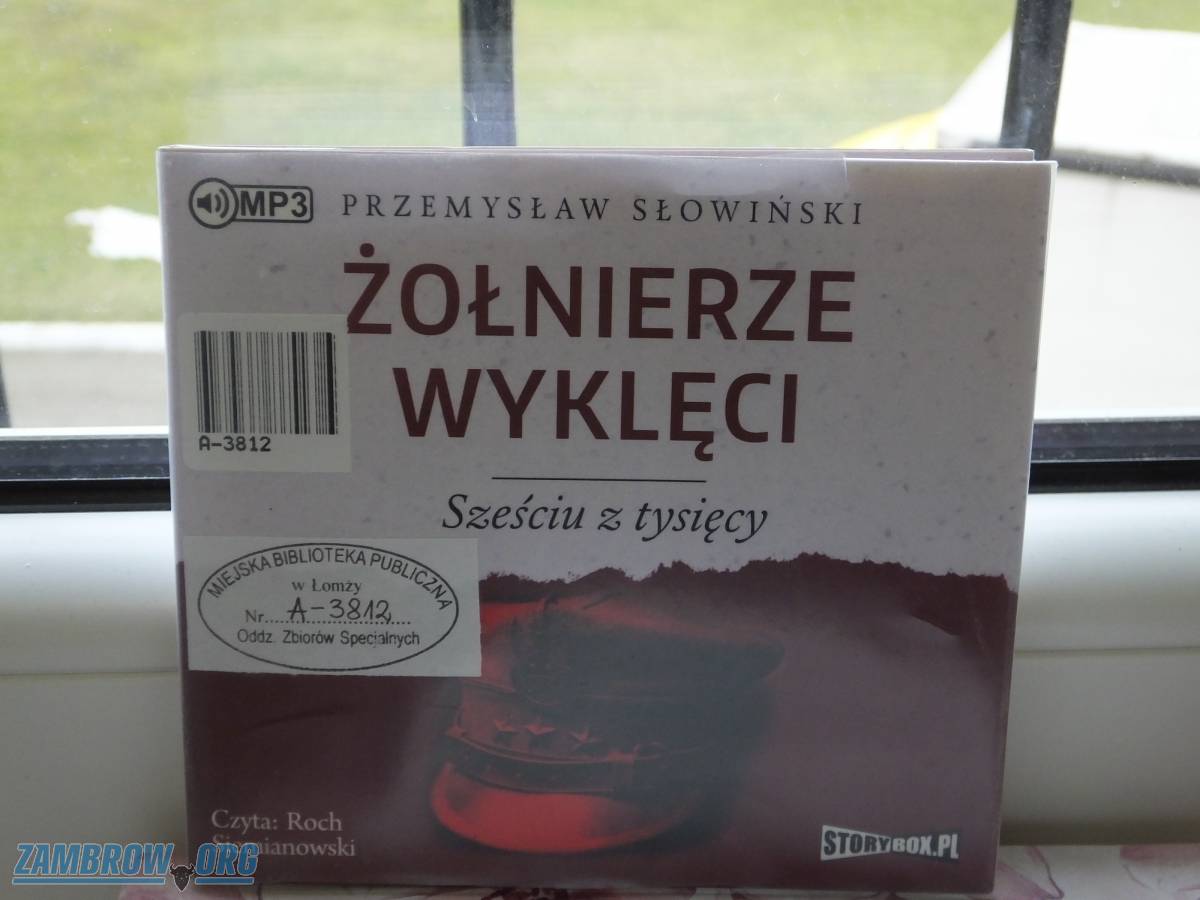 MP3
PRZEMYSŁAW SŁOWIŃSKI
ŻOŁNIERZE
WYKLĘCI
A-3812
Sześciu z tysięcy
MIEJSKA BIBLIOTEKA PUBLICZNA
w Łomży
Nr...A-3812...
Oddz. Zbiorów Specjalnych
Czyta: Roch
Siemianowski
STORYBOX.PL
ZAMBROW.ORG